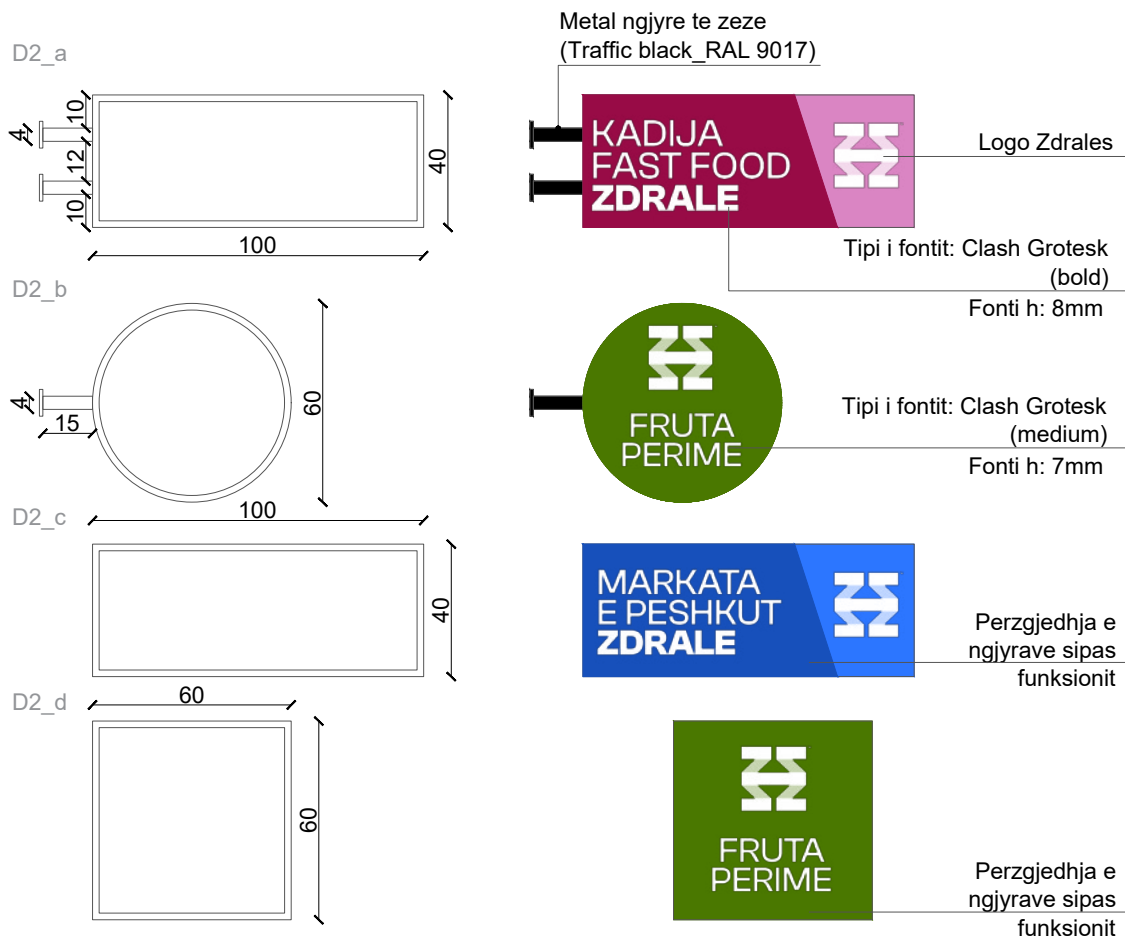 Metal ngjyre te zeze
(Traffic black_RAL 9017)
D2_a
10
4
12
10
40
100
KADIJA
FAST FOOD
ZDRALE
Logo Zdrales
Tipi i fontit: Clash Grotesk
(bold)
Fonti h: 8mm
D2_b
4
15
60
FRUTA
PERIME
Tipi i fontit: Clash Grotesk
(medium)
Fonti h: 7mm
D2_c
100
40
MARKATA
E PESHKUT
ZDRALE
Perzgjedhja e
ngjyrave sipas
funksionit
D2_d
60
60
FRUTA
PERIME
Perzgjedhja e
ngjyrave sipas
funksionit